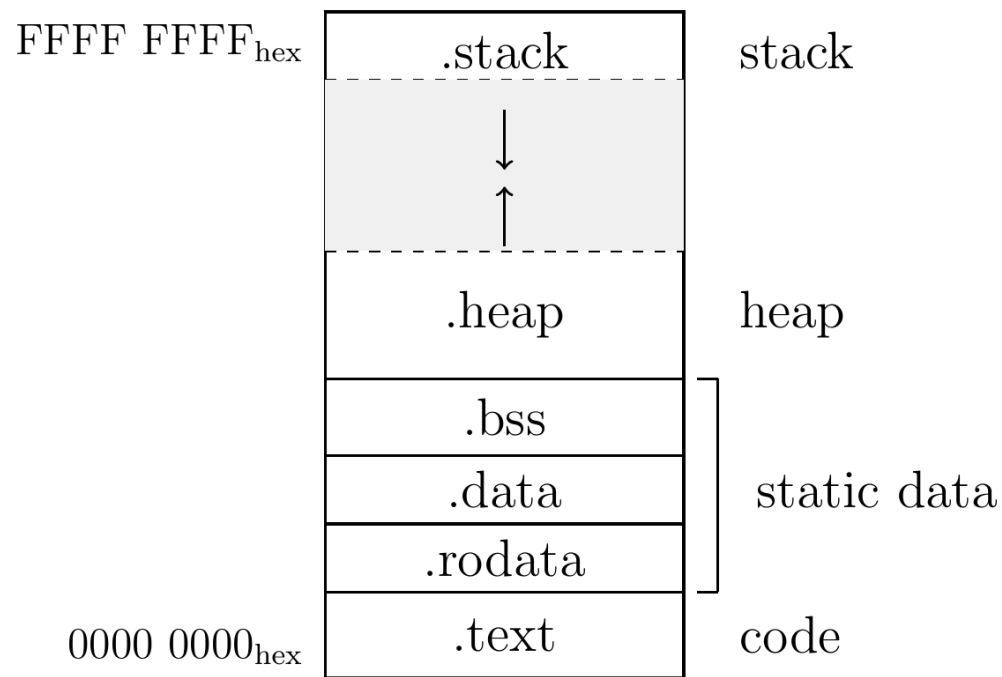 FFFF FFFFhex .stack stack
.heap heap
.bss
.data static data
.rodata
0000 0000hex .text code